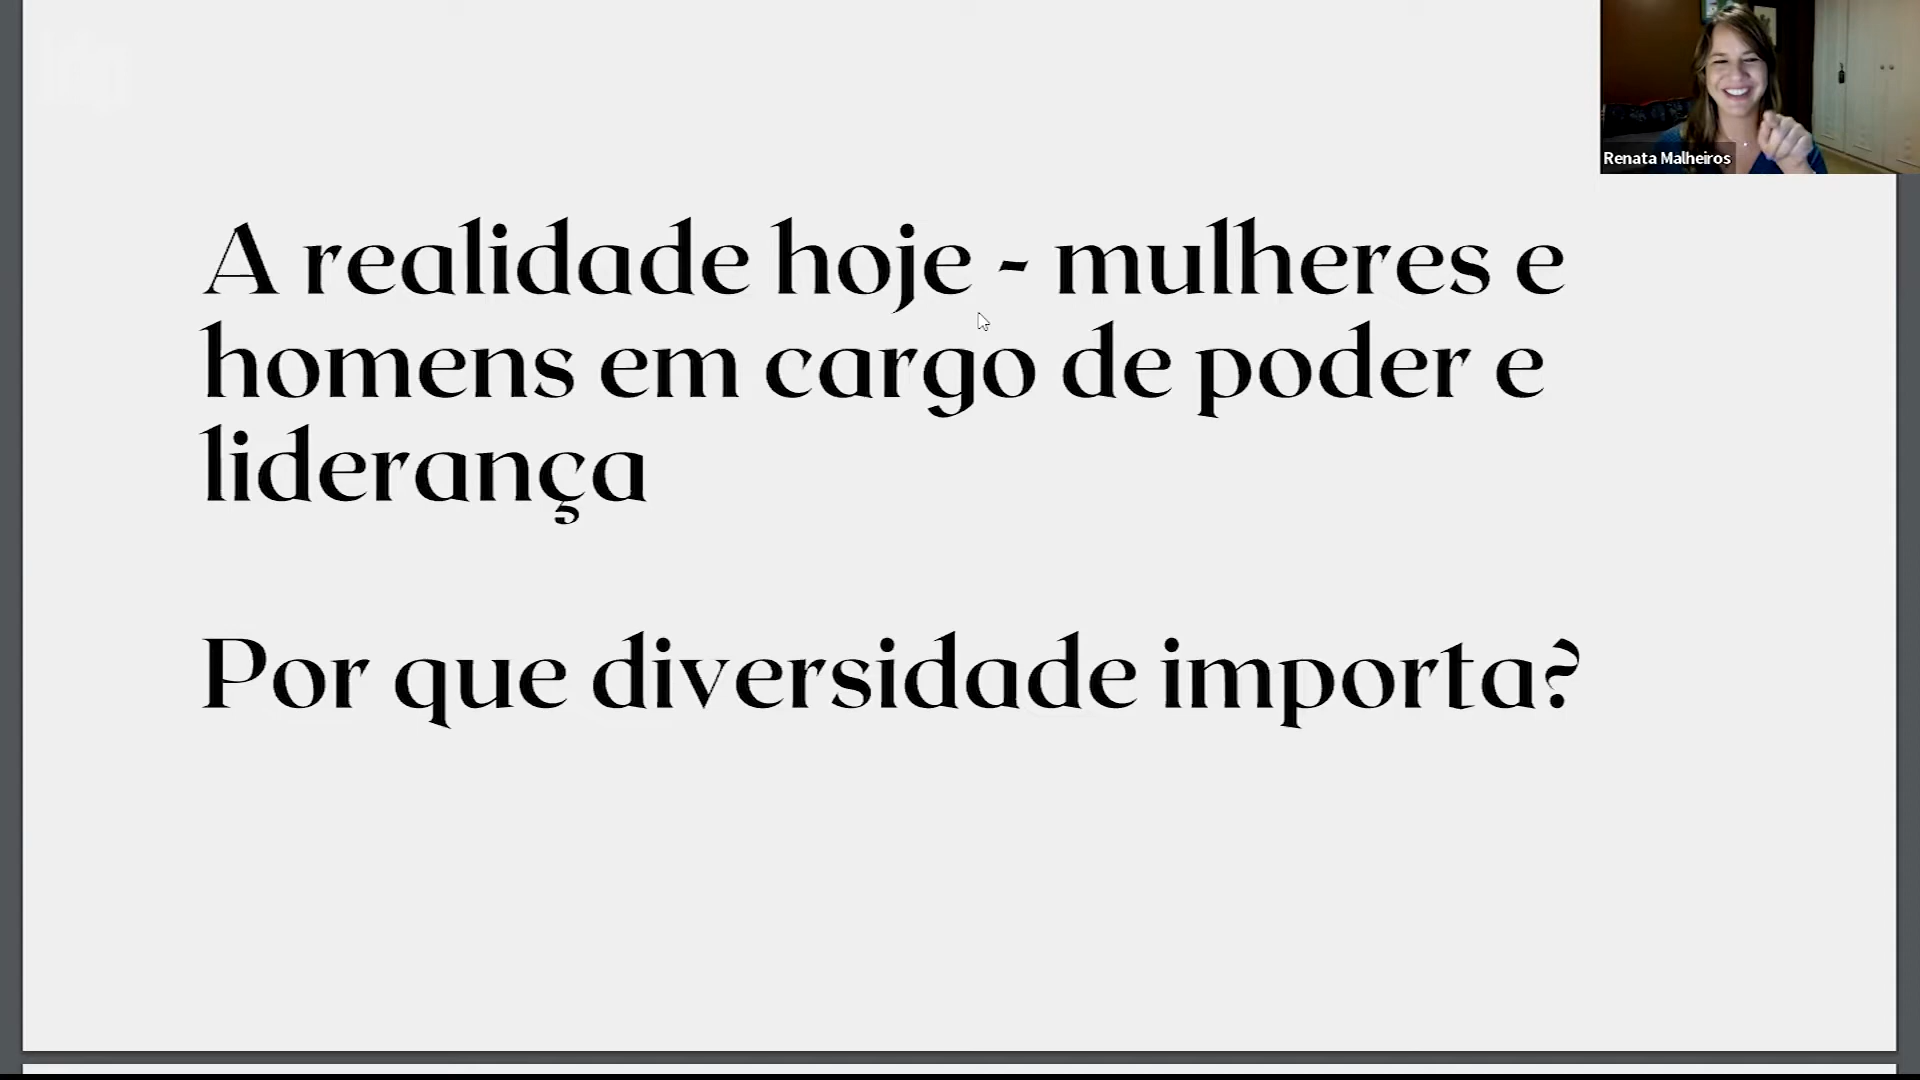 Renata Malheiros
A realidade hoje - mulheres e
homens em cargo de poder e
liderança
Por que diversidade importa?